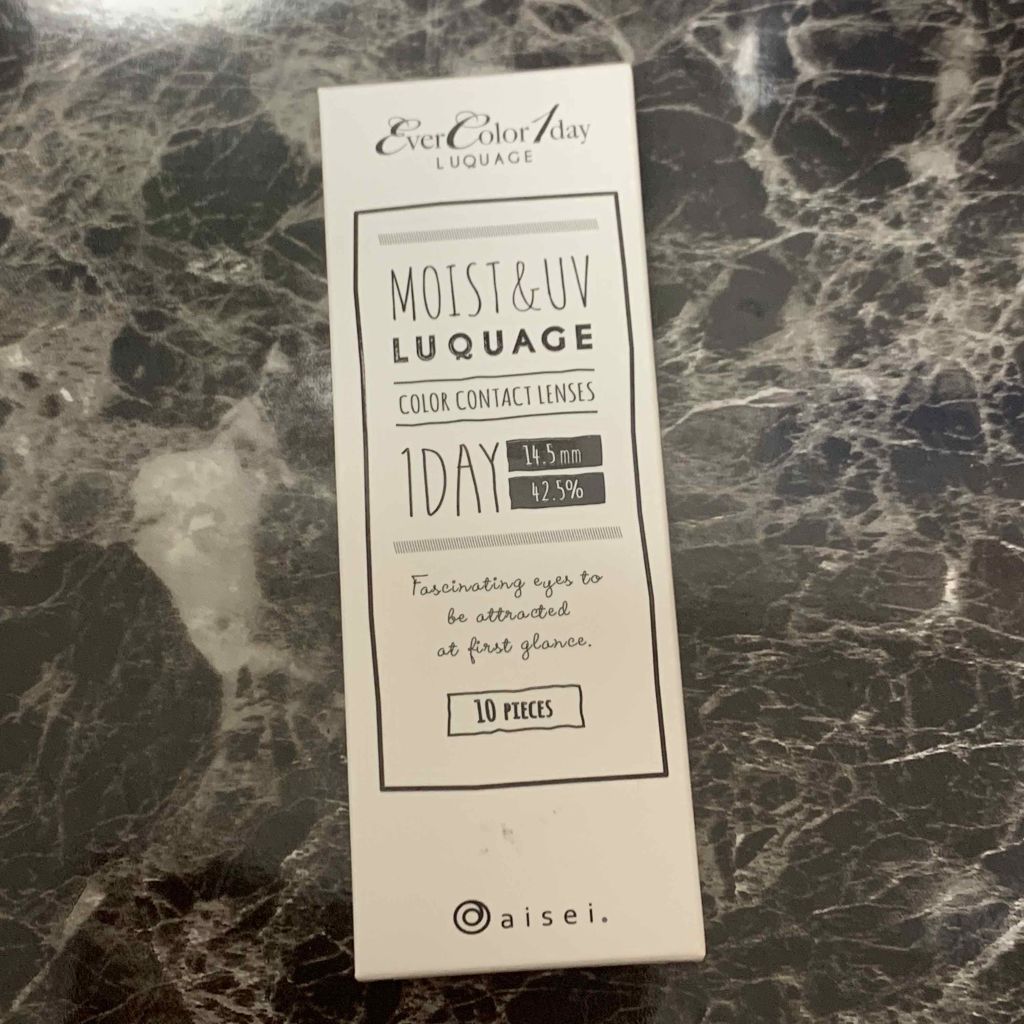 EverColor1day
LUQUAGE
MOIST&UV
LUQUAGE
COLOR CONTACT LENSES
1DAY
14.5mm
42.5%
Fascinating eyes to
be attracted
at first glance.
10 PIECES
aisei.